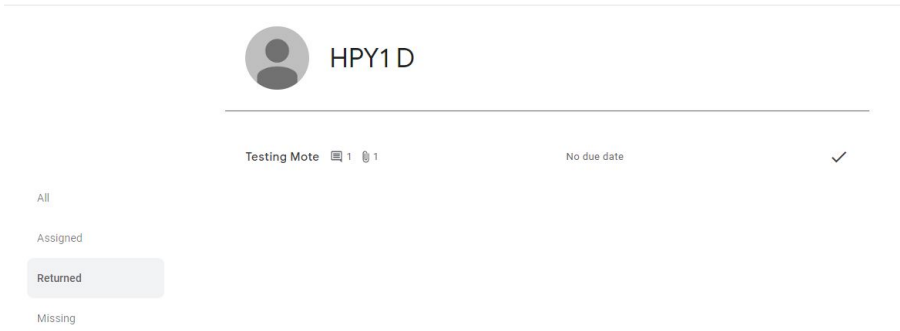 HPY1 D
Testing Mote 1 1 No due date
All
Assigned
Returned
Missing